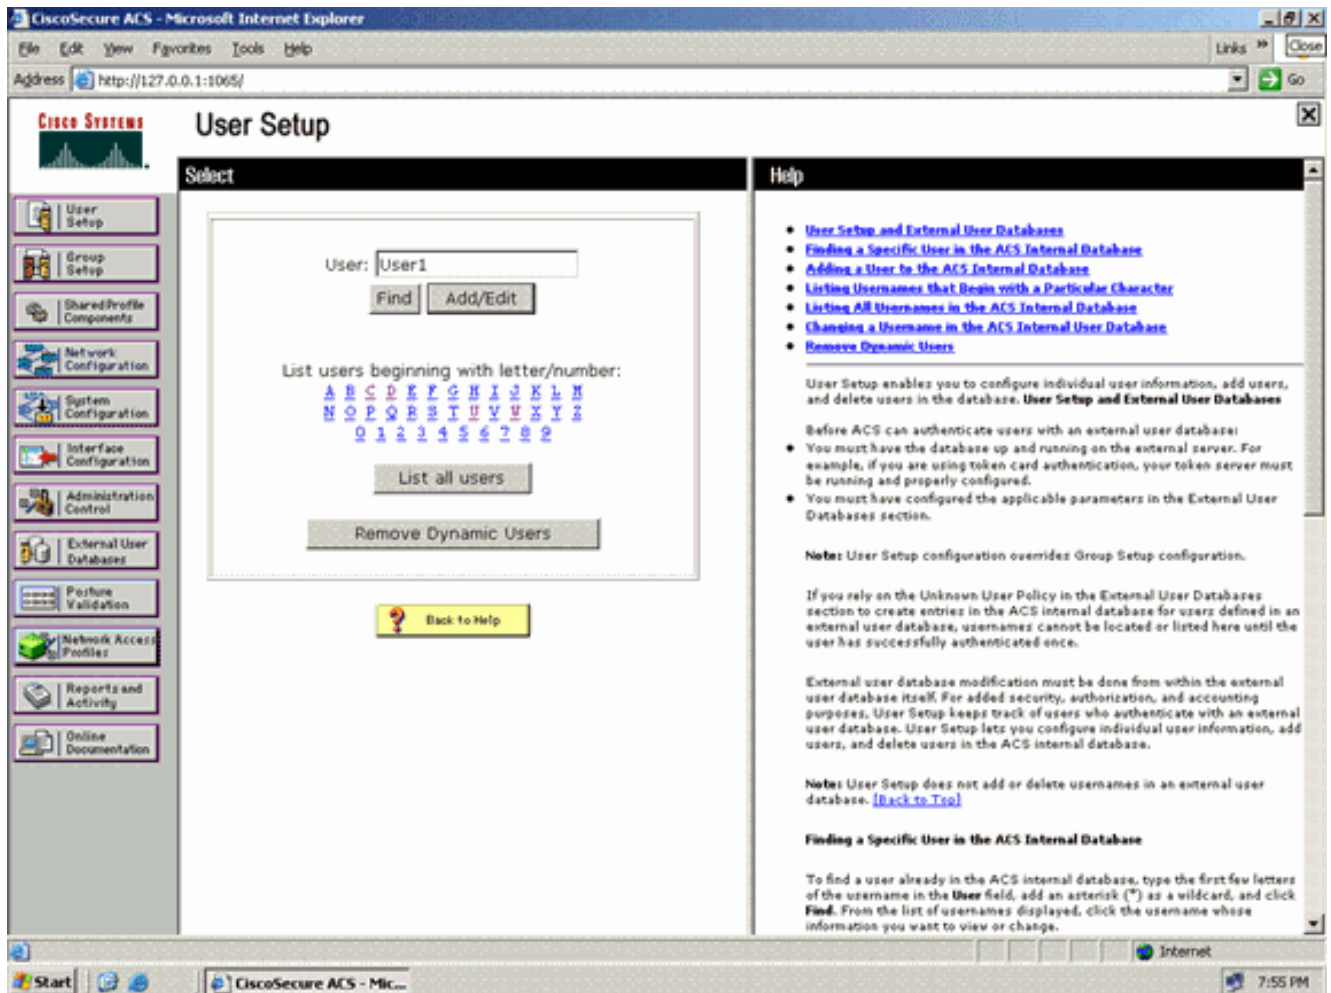 CiscoSecure ACS - Microsoft Internet Explorer
File Edit View Favorites Tools Help
Links » Close
Address http://127.0.0.1:1065/
Go
CISCO SYSTEMS
User Setup
Select
Help
User Setup
Group Setup
Shared Profile Components
Network Configuration
System Configuration
Interface Configuration
Administration Control
External User Databases
Posture Validation
Network Access Profiles
Reports and Activity
Online Documentation
User: User1
Find Add/Edit
List users beginning with letter/number:
A B C D E F G H I J K L M
N O P Q R S T U V W X Y Z
0 1 2 3 4 5 6 7 8 9
List all users
Remove Dynamic Users
? Back to Help
• User Setup and External User Databases
• Finding a Specific User in the ACS Internal Database
• Adding a User to the ACS Internal Database
• Listing Usernames that Begin with a Particular Character
• Listing All Usernames in the ACS Internal Database
• Changing a Username in the ACS Internal User Database
• Remove Dynamic Users
User Setup enables you to configure individual user information, add users,
and delete users in the database. User Setup and External User Databases
Before ACS can authenticate users with an external user database:
• You must have the database up and running on the external server. For
example, if you are using token card authentication, your token server must
be running and properly configured.
• You must have configured the applicable parameters in the External User
Databases section.
Note: User Setup configuration overrides Group Setup configuration.
If you rely on the Unknown User Policy in the External User Databases
section to create entries in the ACS internal database for users defined in an
external user database, usernames cannot be located or listed here until the
user has successfully authenticated once.
External user database modification must be done from within the external
user database itself. For added security, authorization, and accounting
purposes, User Setup keeps track of users who authenticate with an external
user database. User Setup lets you configure individual user information, add
users, and delete users in the ACS internal database.
Note: User Setup does not add or delete usernames in an external user
database. [Back to Top]
Finding a Specific User in the ACS Internal Database
To find a user already in the ACS internal database, type the first few letters
of the username in the User field, add an asterisk (*) as a wildcard, and click
Find. From the list of usernames displayed, click the username whose
information you want to view or change.
Internet
Start
CiscoSecure ACS - Mic...
7:55 PM